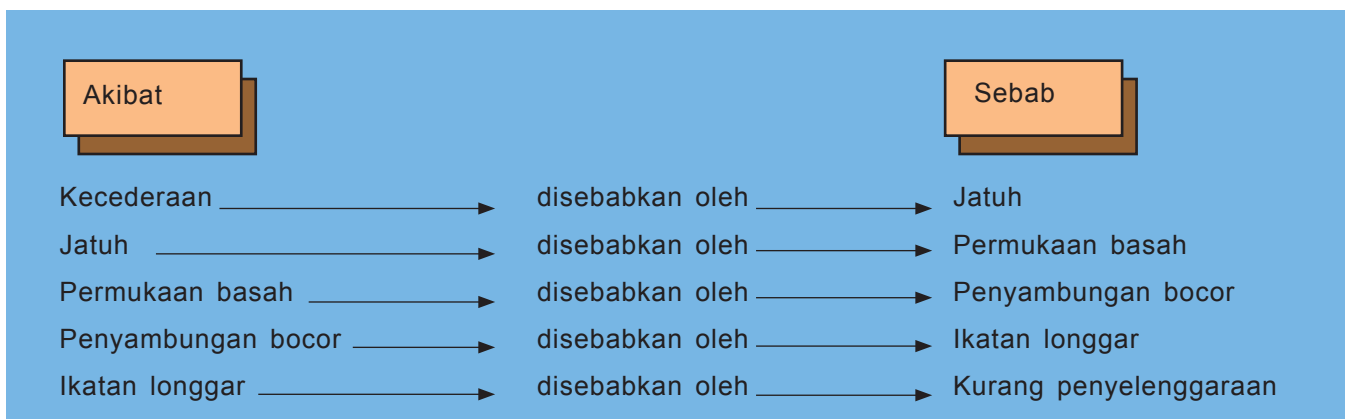 Akibat Sebab
Kecederaan disebabkan oleh Jatuh
Jatuh disebabkan oleh Permukaan basah
Permukaan basah disebabkan oleh Penyambungan bocor
Penyambungan bocor disebabkan oleh Ikatan longgar
Ikatan longgar disebabkan oleh Kurang penyelenggaraan